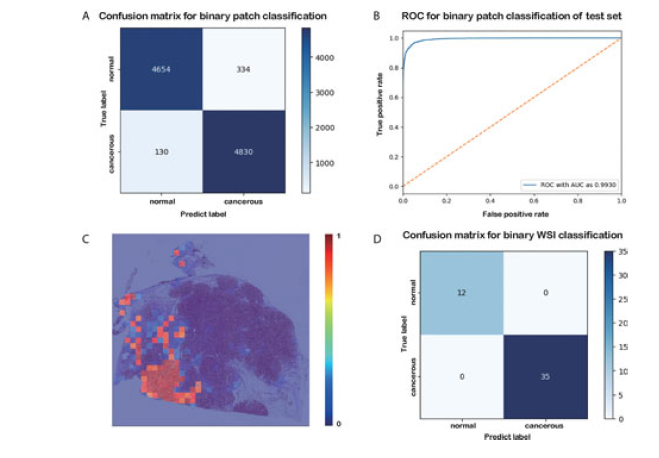 A Confusion matrix for binary patch classification
4654 334
130 4830
normal
cancerous
True label
normal cancerous
Predict label
4000
3000
2000
1000
B ROC for binary patch classification of test set
1.0
0.8
0.6
0.4
0.2
0.0
True positive rate
ROC with AUC as 0.9930
0.0 0.2 0.4 0.6 0.8 1.0
False positive rate
C
1
0
D Confusion matrix for binary WSI classification
12 0
0 35
normal
cancerous
True label
normal cancerous
Predict label
35
30
25
20
15
10
5
0